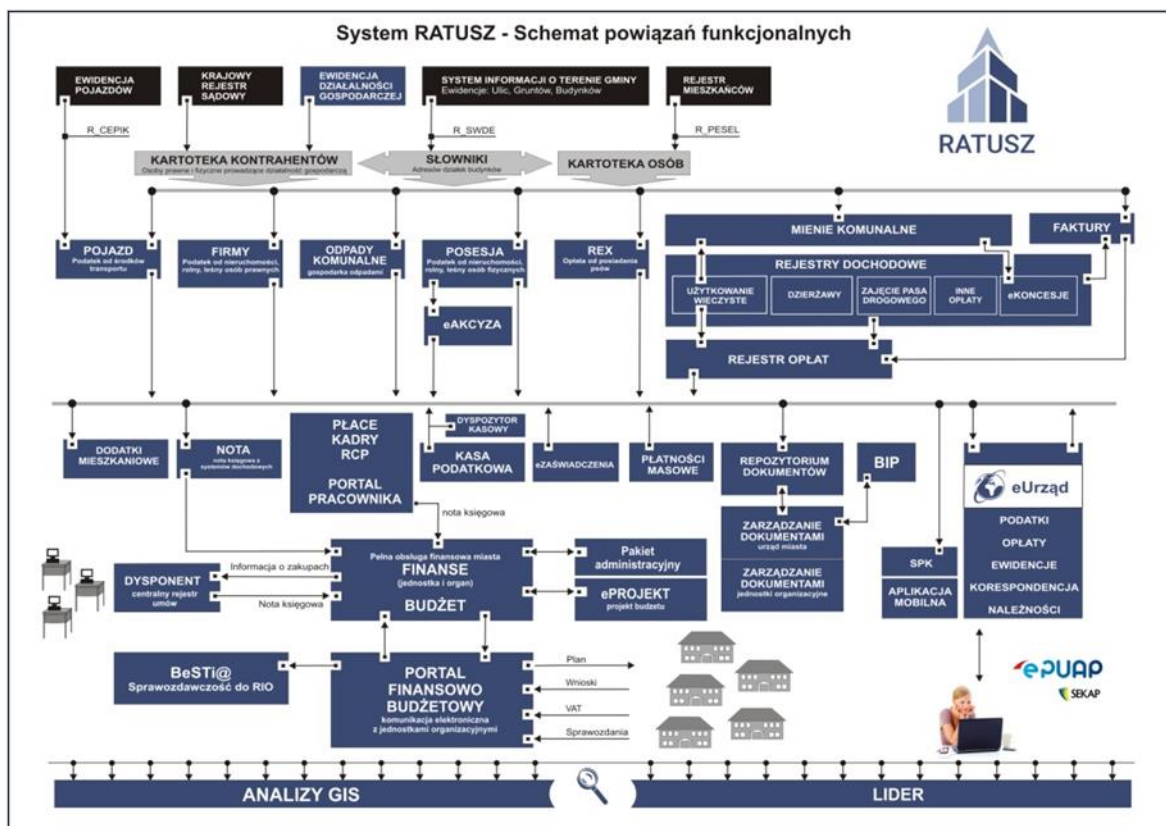 System RATUSZ - Schemat powiązań funkcjonalnych
EWIDENCJA
POJAZDÓW
KRAJOWY
REJESTR
SĄDOWY
EWIDENCJA
DZIAŁALNOŚCI
GOSPODARCZEJ
SYSTEM INFORMACJI O TERENIE GMINY
Ewidencje: Ulic, Gruntów, Budynków
REJESTR
MIESZKAŃCÓW
RATUSZ
R_CEPIK
R_SWDE
R_PESEL
KARTOTEKA KONTRAHENTÓW
Osoby prawne i fizyczne prowadzące działalność gospodarczą
SŁOWNIKI
Adresów działek budynków
KARTOTEKA OSÓB
POJAZD
Podatek od środków
transportu
FIRMY
Podatek od nieruchomości,
rolny, leśny osób prawnych
ODPADY
KOMUNALNE
gospodarka odpadami
POSESJA
Podatek od nieruchomości,
rolny, leśny osób fizycznych
REX
Opłata od posiadania
psów
MIENIE KOMUNALNE
FAKTURY
REJESTRY DOCHODOWE
UŻYTKOWANIE
WIECZYSTE
DZIERŻAWY
ZAJĘCIE PASA
DROGOWEGO
INNE
OPŁATY
eKONCESJE
eAKCYZA
REJESTR OPŁAT
DODATKI
MIESZKANIOWE
NOTA
nota księgowa z
systemów dochodowych
PŁACE
KADRY
RCP
PORTAL
PRACOWNIKA
DYSPOZYTOR
KASOWY
KASA
PODATKOWA
eZAŚWIADCZENIA
PŁATNOŚCI
MASOWE
REPOZYTORIUM
DOKUMENTÓW
BIP
eUrząd
PODATKI
OPŁATY
EWIDENCJE
KORESPONDENCJA
NALEŻNOŚCI
nota księgowa
ZARZĄDZANIE
DOKUMENTAMI
urząd miasta
ZARZĄDZANIE
DOKUMENTAMI
jednostki organizacyjne
SPK
APLIKACJA
MOBILNA
DYSPONENT
centralny rejestr
umów
Informacja o zakupach
Nota księgowa
Pełna obsługa finansowa miasta
FINANSE
(jednostka i organ)
BUDŻET
Pakiet
administracyjny
ePROJEKT
projekt budżetu
BeSTi@
Sprawozdawczość do RIO
PORTAL
FINANSOWO
BUDŻETOWY
komunikacja elektroniczna
z jednostkami organizacyjnymi
Plan
Wnioski
VAT
Sprawozdania
ePUAP
SEKAP
ANALIZY GIS
LIDER